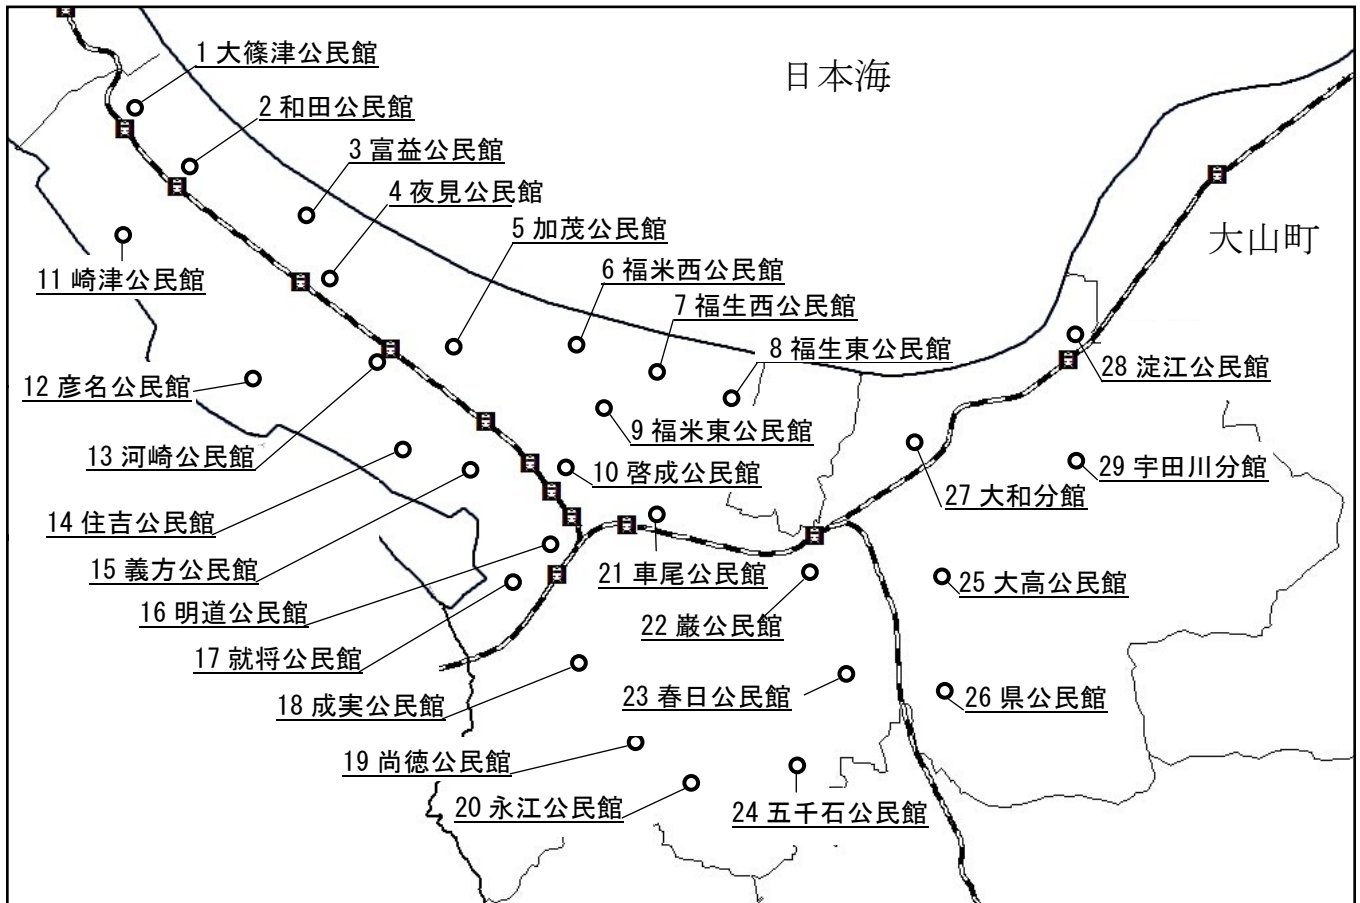 日本海
大山町
1 大篠津公民館
2 和田公民館
3 富益公民館
4 夜見公民館
5 加茂公民館
6 福米西公民館
7 福生西公民館
8 福生東公民館
9 福米東公民館
10 啓成公民館
11 崎津公民館
12 彦名公民館
13 河崎公民館
14 住吉公民館
15 義方公民館
16 明道公民館
17 就将公民館
18 成実公民館
19 尚徳公民館
20 永江公民館
21 車尾公民館
22 巌公民館
23 春日公民館
24 五千石公民館
25 大高公民館
26 県公民館
27 大和分館
28 淀江公民館
29 宇田川分館